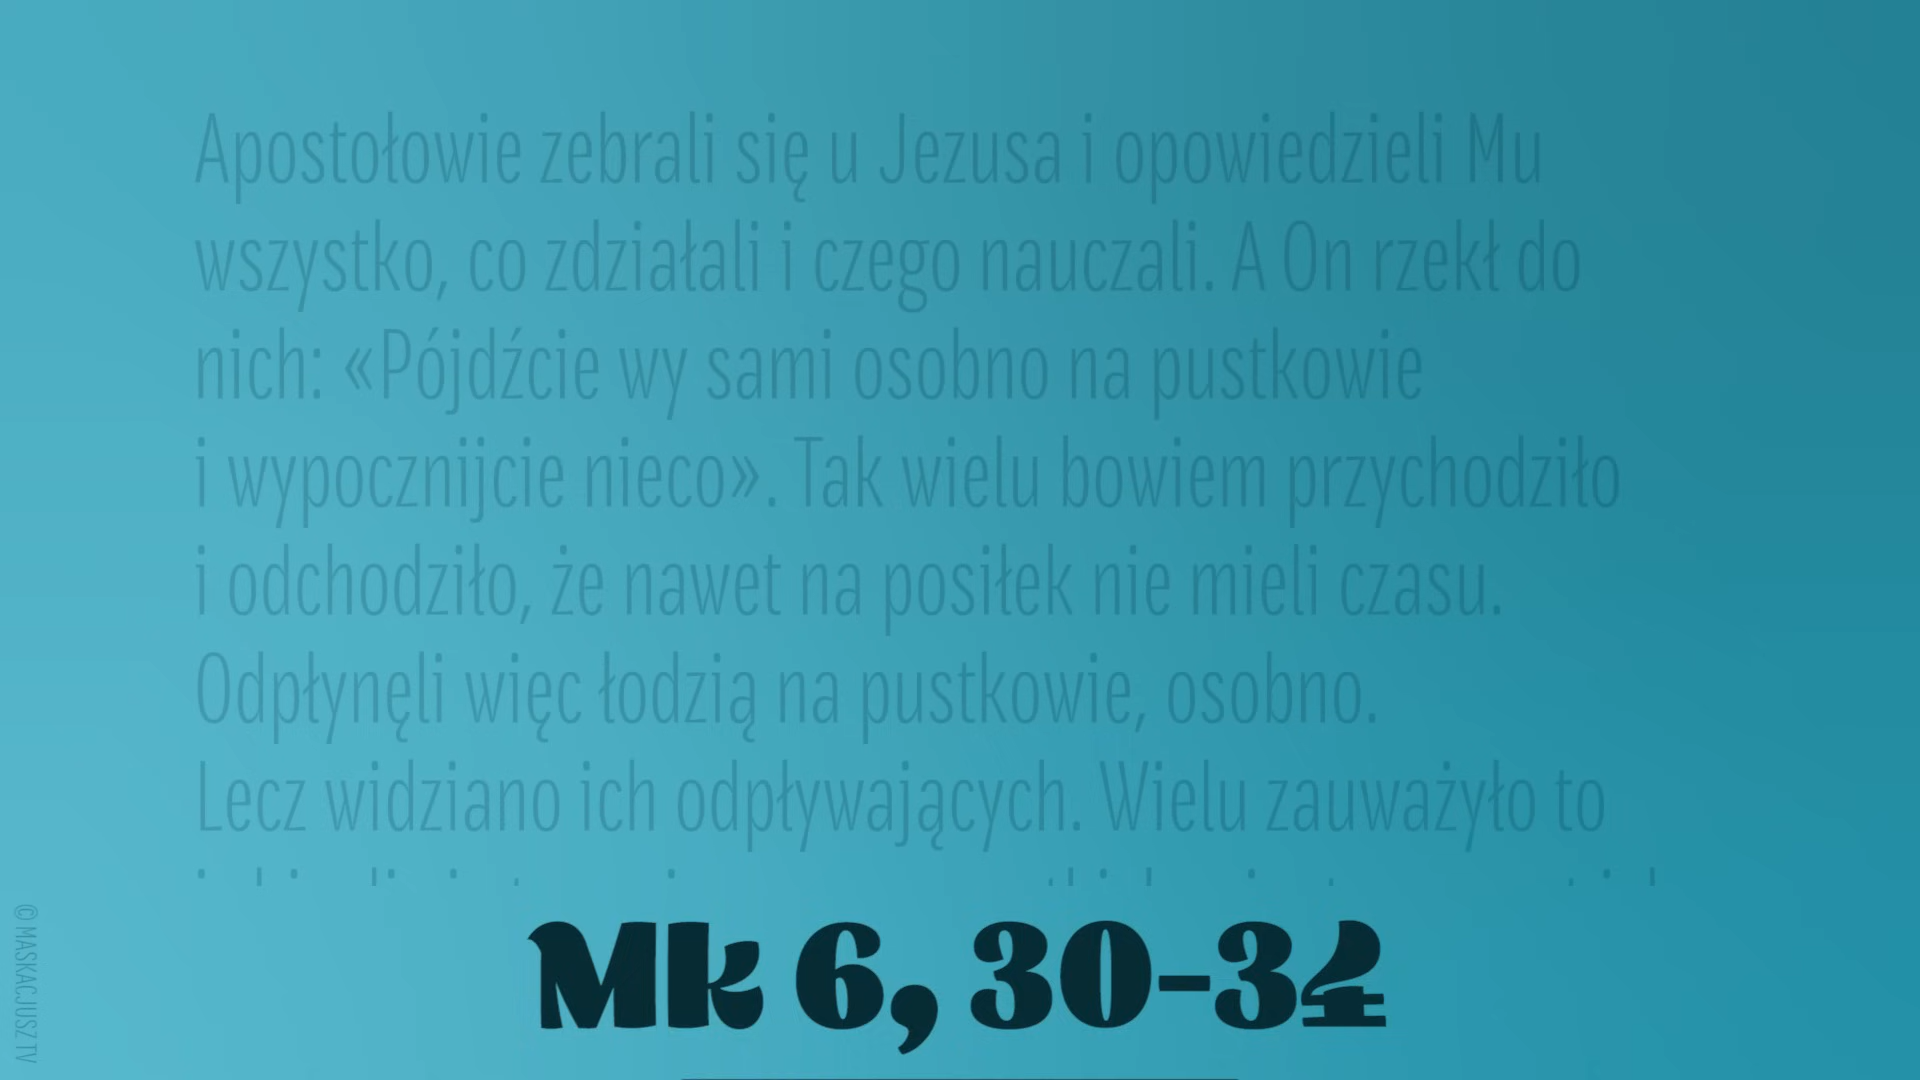 Apostołowie zebrali się u Jezusa i opowiedzieli Mu
wszystko, co zdziałali i czego nauczali. A On rzekł do
nich: «Pójdźcie wy sami osobno na pustkowie
i wypocznijcie nieco». Tak wielu bowiem przychodziło
i odchodziło, że nawet na posiłek nie mieli czasu.
Odpłynęli więc łodzią na pustkowie, osobno.
Lecz widziano ich odpływających. Wielu zauważyło to
Mk 6, 30-34
© MASKACJUSZ TV